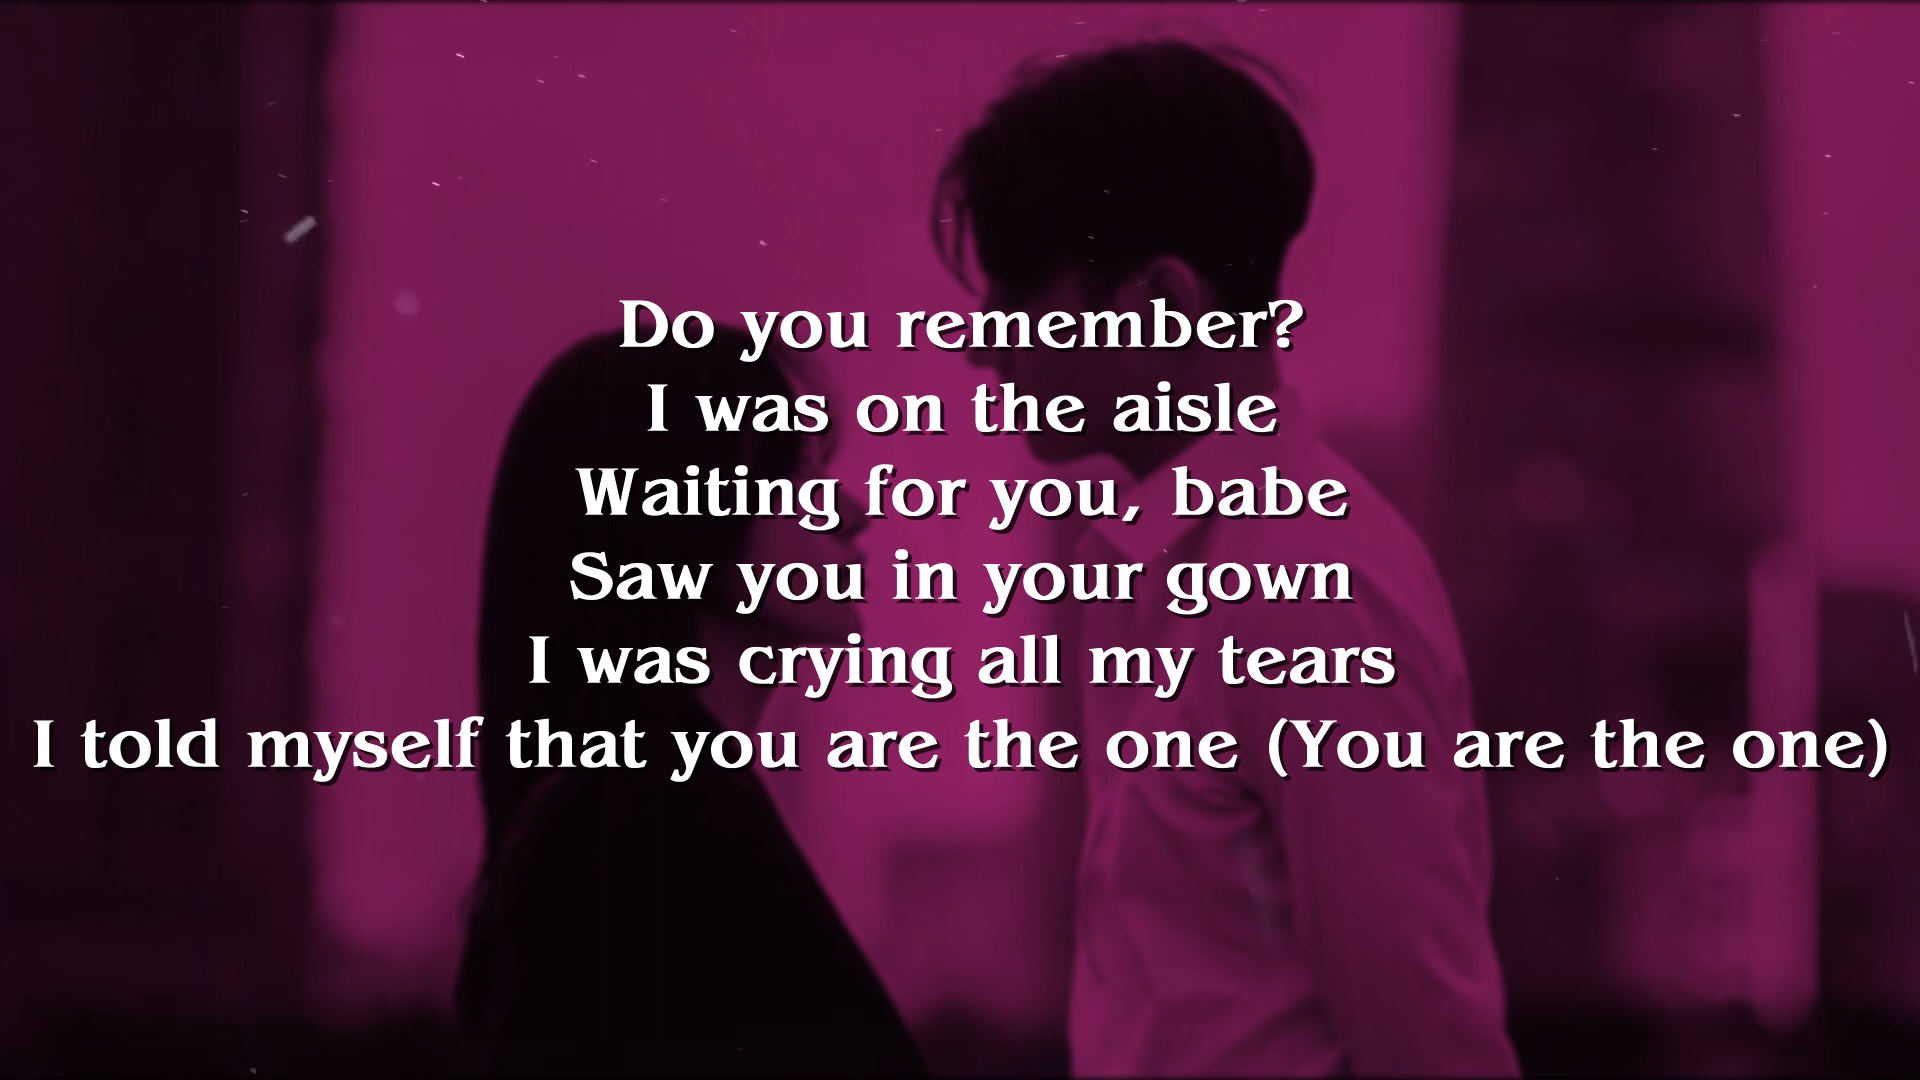 Do you remember?
I was on the aisle
Waiting for you, babe
Saw you in your gown
I was crying all my tears
I told myself that you are the one (You are the one)